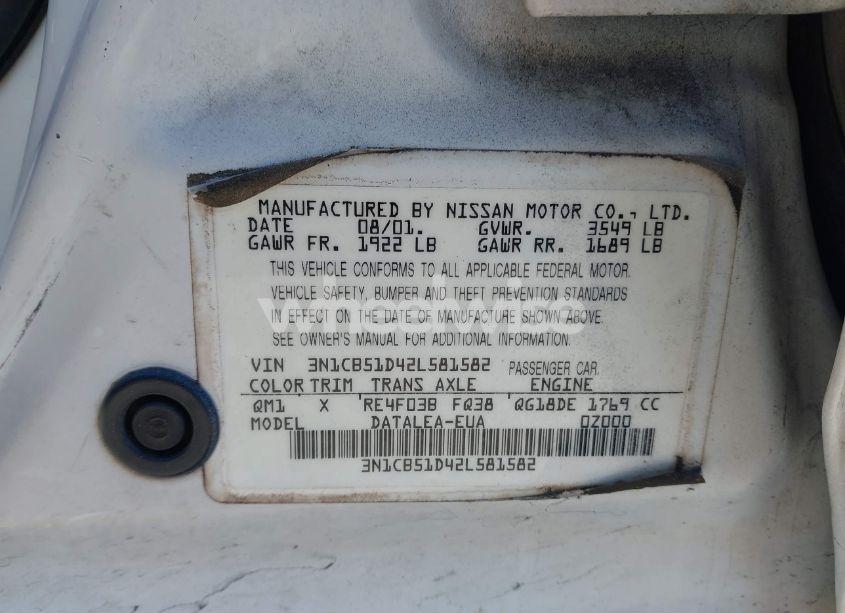 MANUFACTURED BY NISSAN MOTOR CO., LTD.
DATE 08/01. GVWR. 3549 LB
GAWR FR. 1922 LB GAWR RR. 1689 LB
THIS VEHICLE CONFORMS TO ALL APPLICABLE FEDERAL MOTOR
VEHICLE SAFETY, BUMPER AND THEFT PREVENTION STANDARDS
IN EFFECT ON THE DATE OF MANUFACTURE SHOWN ABOVE.
SEE OWNER'S MANUAL FOR ADDITIONAL INFORMATION.
VIN 3N1CB51D42L581582 PASSENGER CAR.
COLOR TRIM TRANS AXLE ENGINE
QM1 X RE4F03B FQ38 QG18DE 1769 CC
MODEL DATALEA-EUA 0Z000
3N1CB51D42L581582